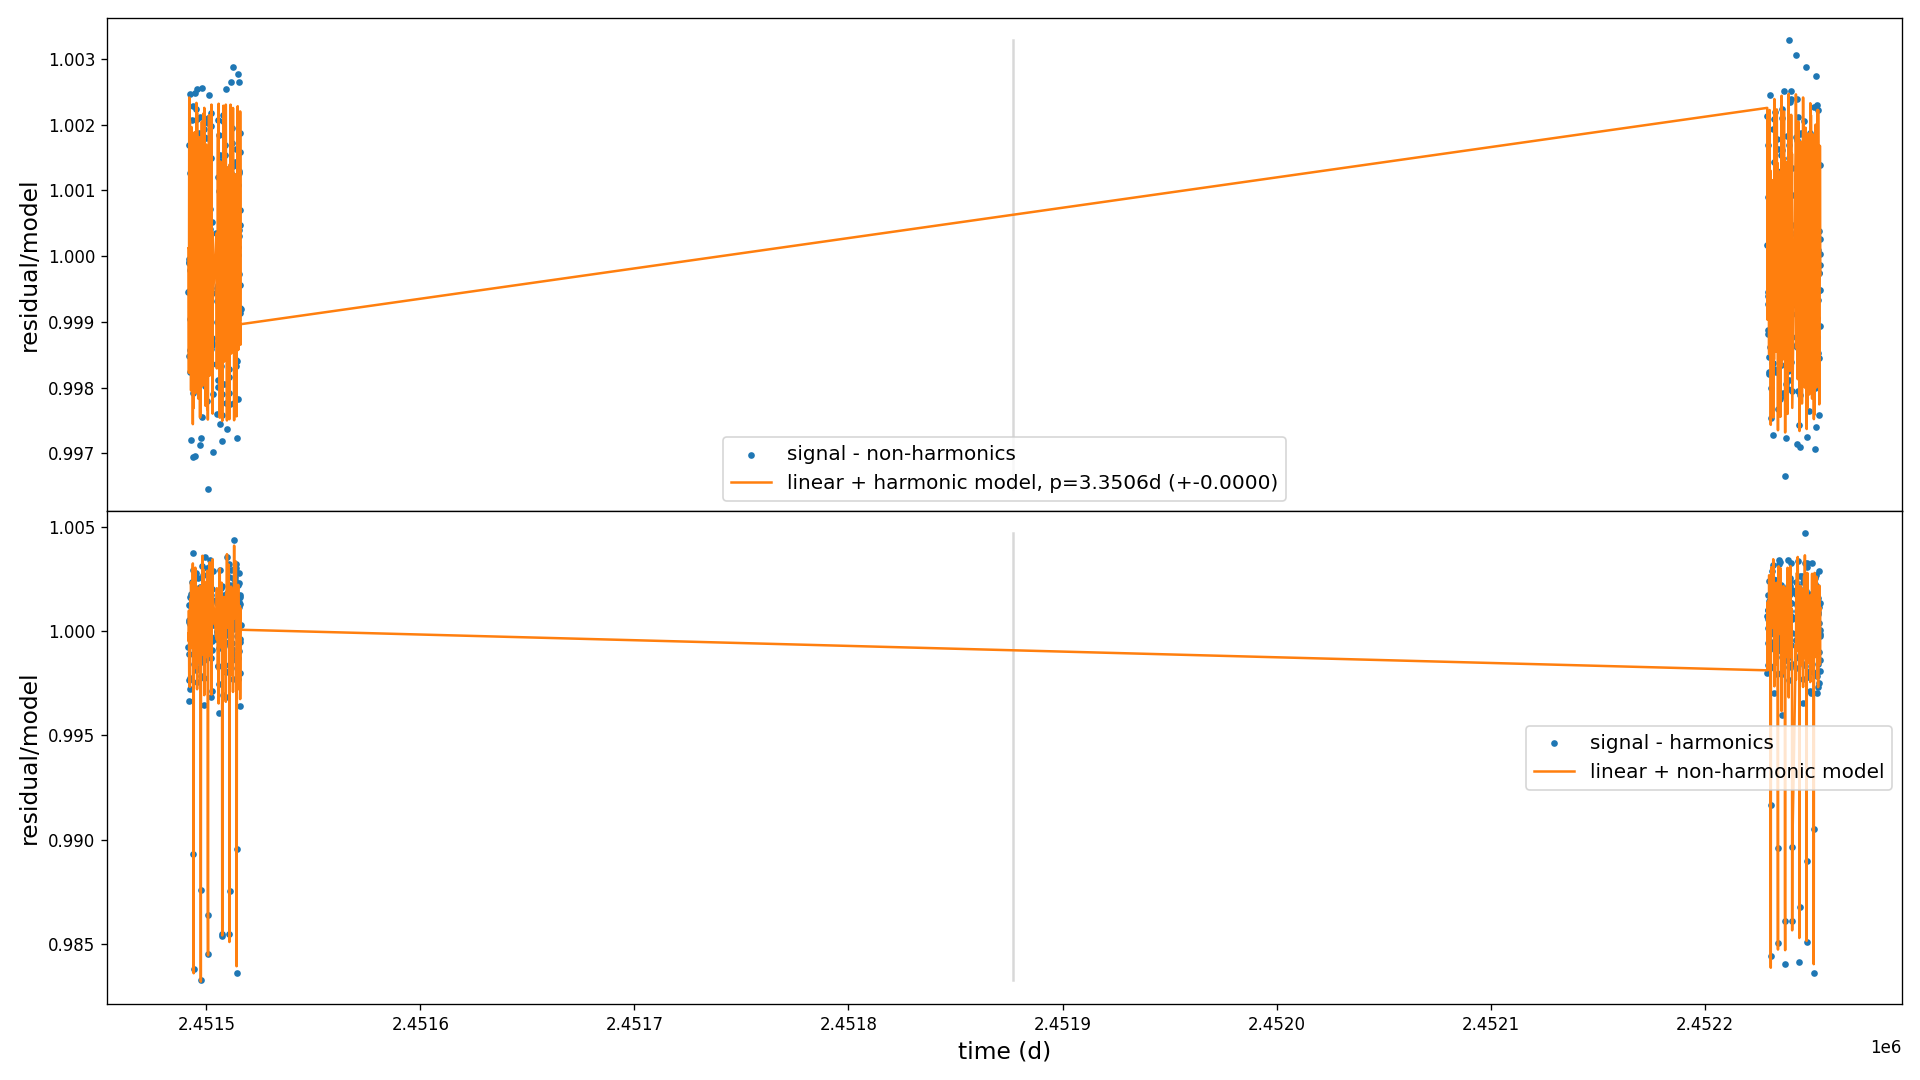 1.003
1.002
1.001
1.000
0.999
0.998
0.997
residual/model
signal - non-harmonics
linear + harmonic model, p=3.3506d (+-0.0000)
1.005
1.000
0.995
0.990
0.985
residual/model
signal - harmonics
linear + non-harmonic model
2.4515 2.4516 2.4517 2.4518 2.4519 2.4520 2.4521 2.4522
1e6
time (d)